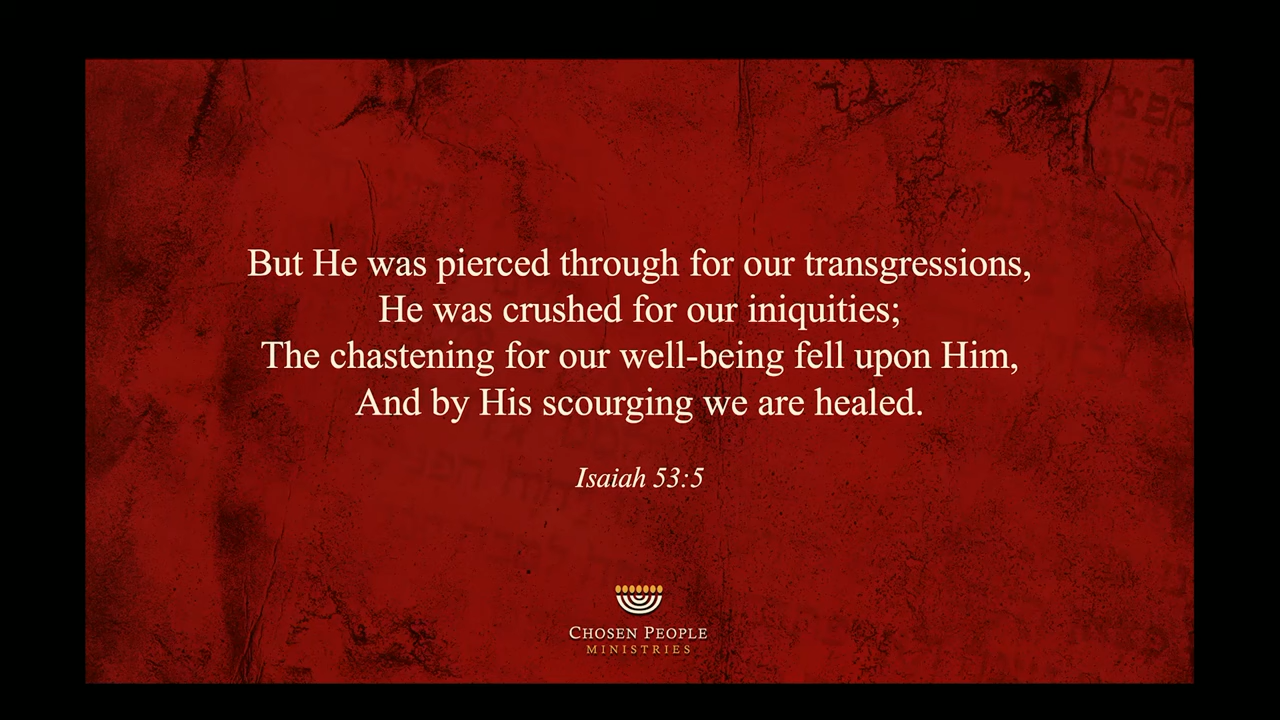 But He was pierced through for our transgressions,
He was crushed for our iniquities;
The chastening for our well-being fell upon Him,
And by His scourging we are healed.
Isaiah 53:5
CHOSEN PEOPLE
MINISTRIES